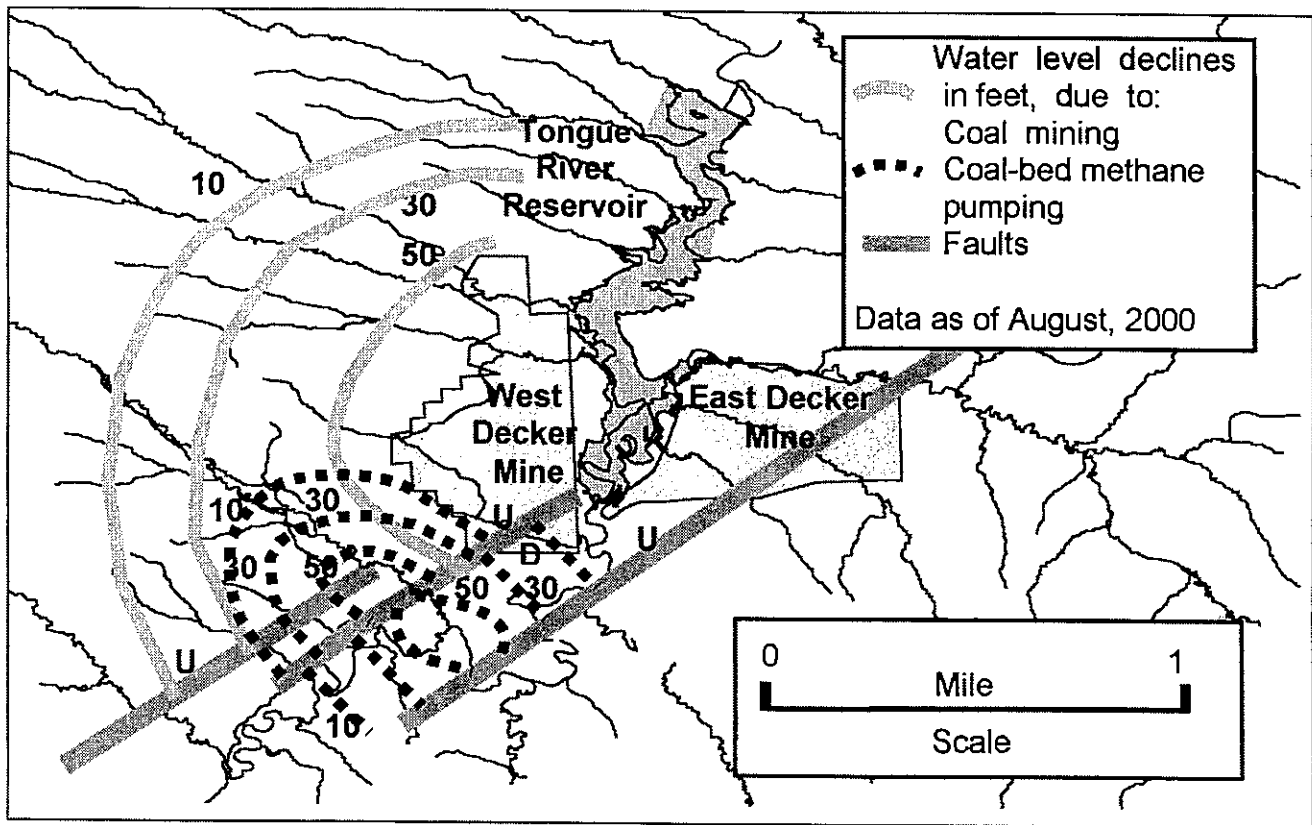 Water level declines
in feet, due to:
Coal mining
Coal-bed methane
pumping
Faults
Data as of August, 2000
Tongue
River
Reservoir
10
30
50
West
Decker
Mine
East Decker
Mine
10
30
U
D
U
30
50
50
30
U
10
0
1
Mile
Scale